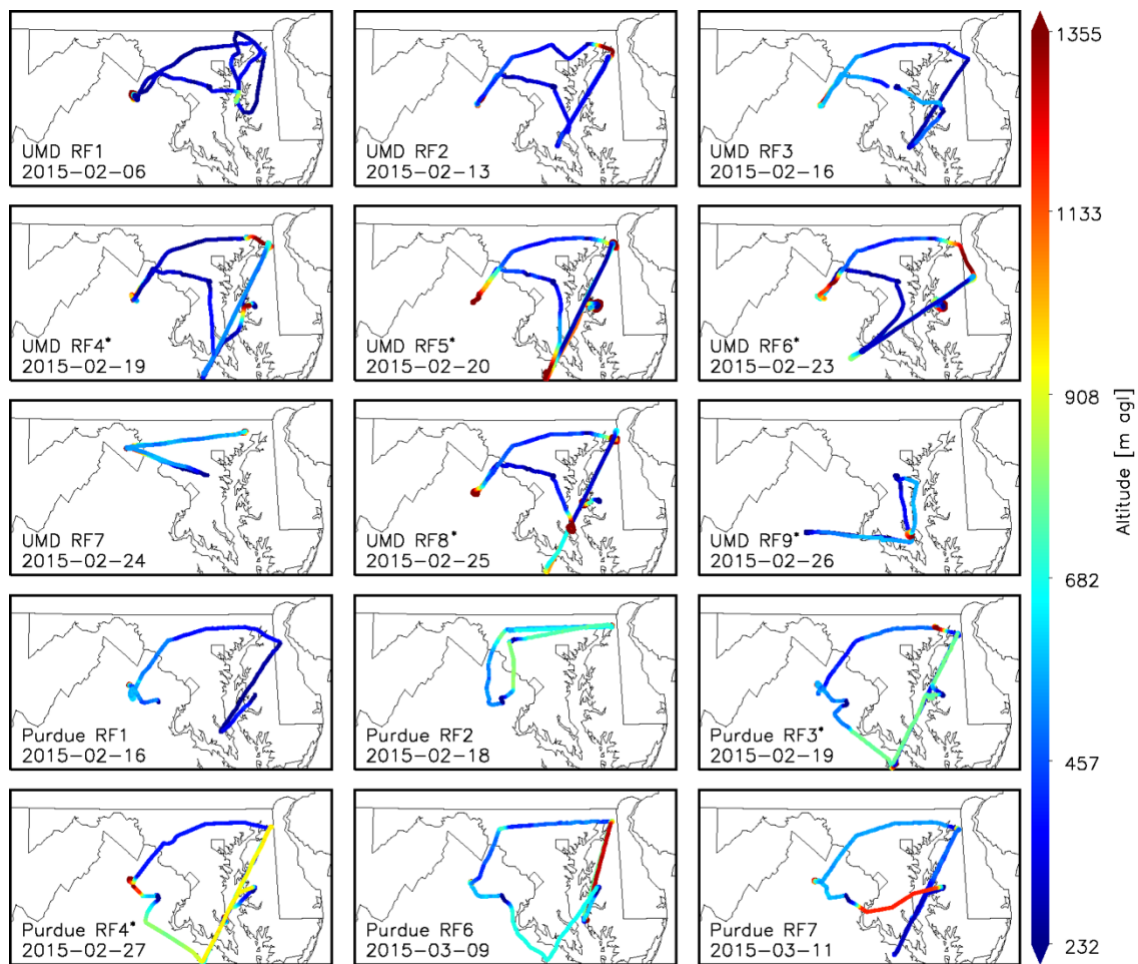 UMD RF1
2015-02-06
UMD RF2
2015-02-13
UMD RF3
2015-02-16
UMD RF4*
2015-02-19
UMD RF5*
2015-02-20
UMD RF6*
2015-02-23
UMD RF7
2015-02-24
UMD RF8*
2015-02-25
UMD RF9*
2015-02-26
Purdue RF1
2015-02-16
Purdue RF2
2015-02-18
Purdue RF3*
2015-02-19
Purdue RF4*
2015-02-27
Purdue RF6
2015-03-09
Purdue RF7
2015-03-11
1355
1133
908
682
457
232
Altitude [m agl]